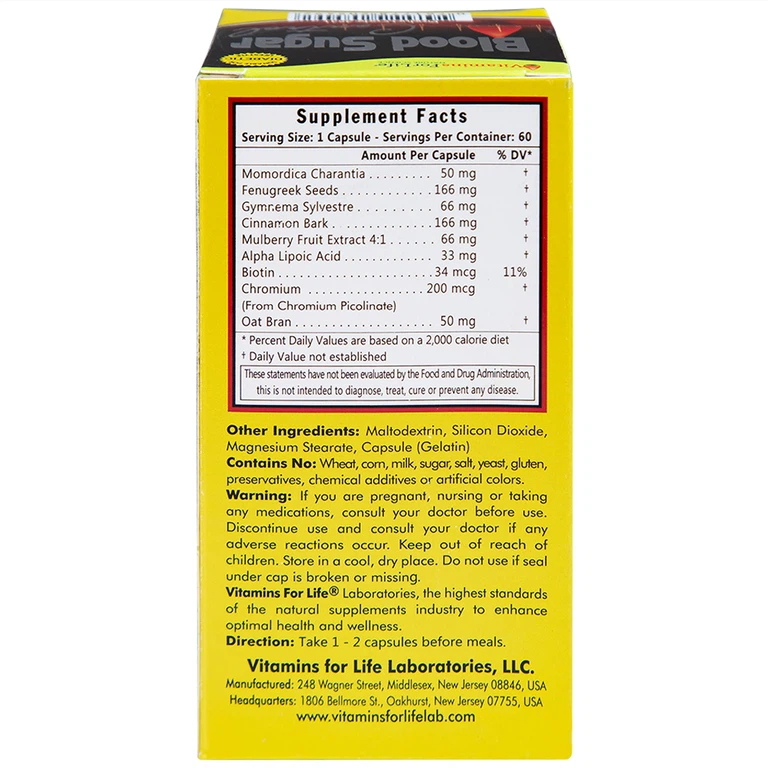 Blood Sugar
Vitamins For Life®
DIABETIC
Supplement Facts
Serving Size: 1 Capsule - Servings Per Container: 60
Amount Per Capsule % DV*
Momordica Charantia ......... 50 mg †
Fenugreek Seeds ............ 166 mg †
Gymnema Sylvestre .......... 66 mg †
Cinnamon Bark .............. 166 mg †
Mulberry Fruit Extract 4:1 ...... 66 mg †
Alpha Lipoic Acid ............ 33 mg †
Biotin ..................... 34 mcg 11%
Chromium ................. 200 mcg †
(From Chromium Picolinate)
Oat Bran .................... 50 mg †
* Percent Daily Values are based on a 2,000 calorie diet
† Daily Value not established
These statements have not been evaluated by the Food and Drug Administration,
this is not intended to diagnose, treat, cure or prevent any disease.
Other Ingredients: Maltodextrin, Silicon Dioxide,
Magnesium Stearate, Capsule (Gelatin)
Contains No: Wheat, corn, milk, sugar, salt, yeast, gluten,
preservatives, chemical additives or artificial colors.
Warning: If you are pregnant, nursing or taking
any medications, consult your doctor before use.
Discontinue use and consult your doctor if any
adverse reactions occur. Keep out of reach of
children. Store in a cool, dry place. Do not use if seal
under cap is broken or missing.
Vitamins For Life® Laboratories, the highest standards
of the natural supplements industry to enhance
optimal health and wellness.
Direction: Take 1 - 2 capsules before meals.
Vitamins for Life Laboratories, LLC.
Manufactured: 248 Wagner Street, Middlesex, New Jersey 08846, USA
Headquarters: 1806 Bellmore St., Oakhurst, New Jersey 07755, USA
www.vitaminsforlifelab.com